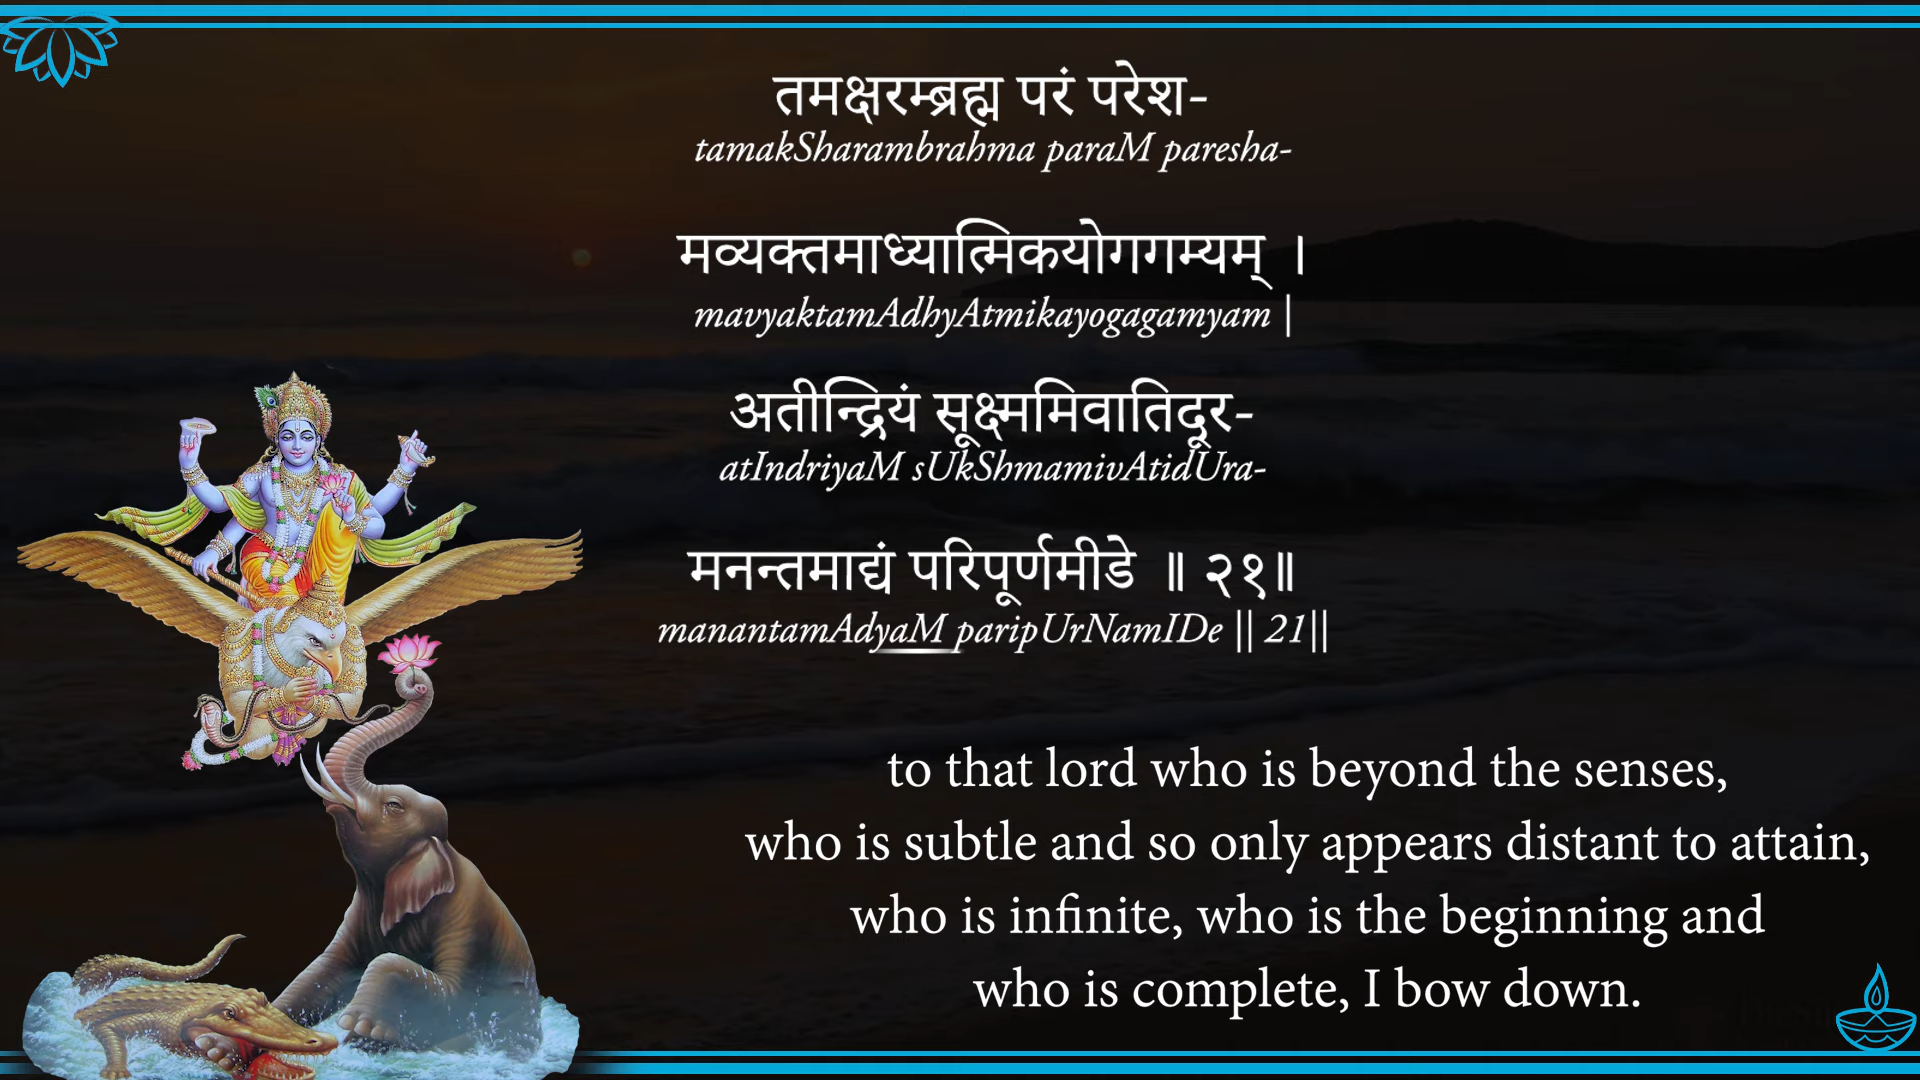 तमक्षरम्ब्रह्म परं परेश-
tamakSharambrahma paraM paresha-
मव्यक्तमाध्यात्मिकयोगगम्यम् ।
mavyaktamAdhyAtmikayogagamyam |
अतीन्द्रियं सूक्ष्ममिवातिदूर-
atIndriyaM sUkShmamivAtidUra-
मनन्तमाद्यं परिपूर्णमीडे ॥ २१॥
manantamAdyaM paripUrNamIDe || 21||
to that lord who is beyond the senses,
who is subtle and so only appears distant to attain,
who is infinite, who is the beginning and
who is complete, I bow down.